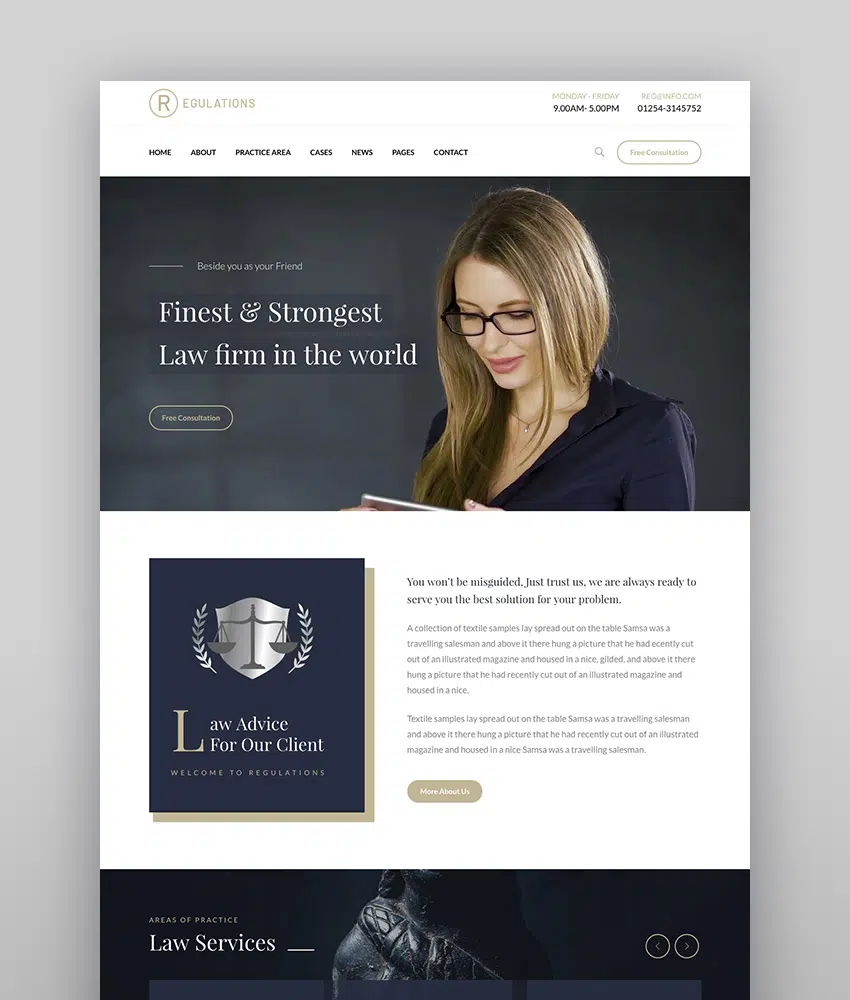 R EGULATIONS
MONDAY - FRIDAY
9.00AM- 5.00PM
REG@INFO.COM
01254-3145752
HOME ABOUT PRACTICE AREA CASES NEWS PAGES CONTACT
Free Consultation
Beside you as your Friend
Finest & Strongest
Law firm in the world
Free Consultation
Law Advice
For Our Client
WELCOME TO REGULATIONS
You won't be misguided, Just trust us, we are always ready to
serve you the best solution for your problem.
A collection of textile samples lay spread out on the table Samsa was a
travelling salesman and above it there hung a picture that he had ecently cut
out of an illustrated magazine and housed in a nice, gilded. and above it there
hung a picture that he had recently cut out of an illustrated magazine and
housed in a nice.
Textile samples lay spread out on the table Samsa was a travelling salesman
and above it there hung a picture that he had recently cut out of an illustrated
magazine and housed in a nice Samsa was a travelling salesman.
More About Us
AREAS OF PRACTICE
Law Services